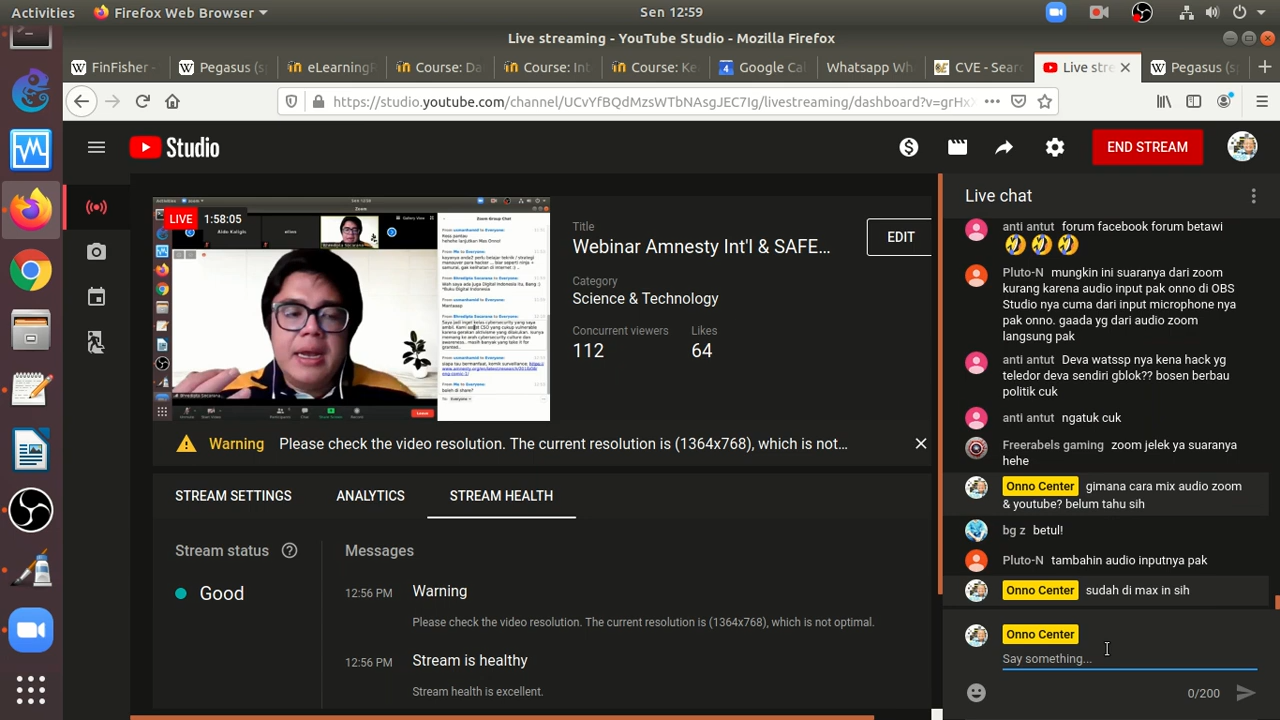 Activities
Firefox Web Browser
Sen 12:59
Live streaming - YouTube Studio - Mozilla Firefox
FinFisher -
Pegasus (s
eLearningF
Course: Da
Course: Int
Course: Ke
Google Cal
Whatsapp Wh
CVE - Sear
Live stre
Pegasus (sp
https://studio.youtube.com/channel/UCvYfBQdMzsWTbNAsgJEC7Ig/livestreaming/dashboard?v=grHx
Studio
END STREAM
LIVE 1:58:05
Title
Webinar Amnesty Int'l & SAFE...
EDIT
Category
Science & Technology
Concurrent viewers
Likes
112
64
Warning
Please check the video resolution. The current resolution is (1364x768), which is not...
STREAM SETTINGS
ANALYTICS
STREAM HEALTH
Stream status
Good
Messages
12:56 PM
Warning
Please check the video resolution. The current resolution is (1364x768), which is not optimal.
12:56 PM
Stream is healthy
Stream health is excellent.
Live chat
anti antut forum facebook forum betawi
Pluto-N mungkin ini suaranya dari zoom
kurang karena audio input pak onno di OBS
Studio nya cuma dari input microphone nya
pak onno. gaada yg dari audio zoom
langsung pak
anti antut Deva watssp nya kenapa
teledor deva sendri gblok?? jangan berbau
politik cuk
anti antut ngatuk cuk
Freerabels gaming zoom jelek ya suaranya
hehe
Onno Center gimana cara mix audio zoom
& youtube? belum tahu sih
bg z betul!
Pluto-N tambahin audio inputnya pak
Onno Center sudah di max in sih
Onno Center
Say something...
0/200